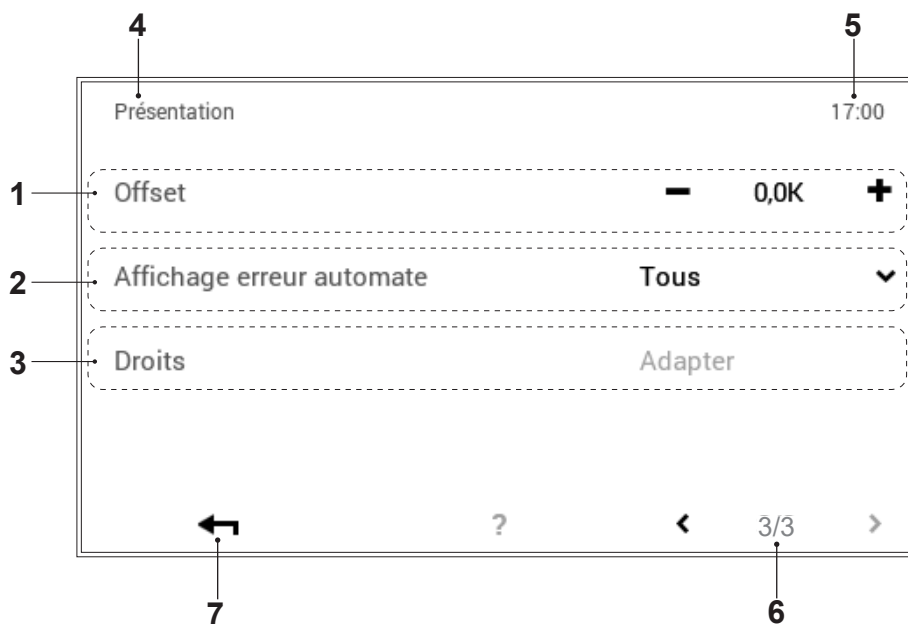 4 5
Présentation 17:00
1 Offset − 0,0K +
2 Affichage erreur automate Tous
3 Droits Adapter
? < 3/3 >
7 6